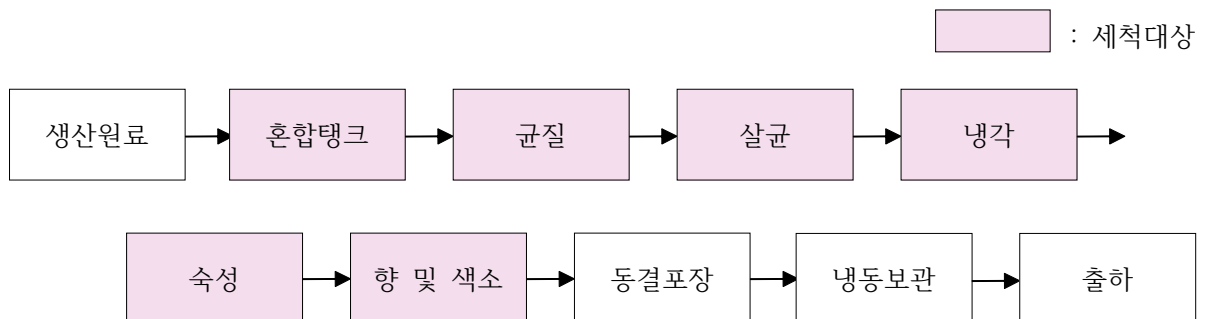 : 세척대상
생산원료 혼합탱크 균질 살균 냉각
숙성 향 및 색소 동결포장 냉동보관 출하